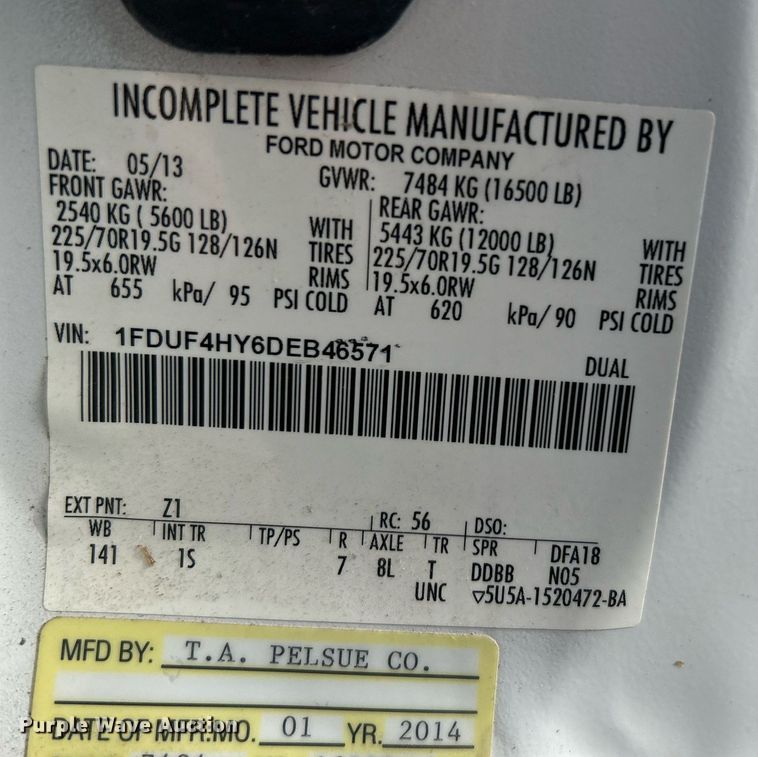 INCOMPLETE VEHICLE MANUFACTURED BY
FORD MOTOR COMPANY
DATE: 05/13 GVWR: 7484 KG (16500 LB)
FRONT GAWR: REAR GAWR:
2540 KG ( 5600 LB) WITH 5443 KG (12000 LB) WITH
225/70R19.5G 128/126N TIRES 225/70R19.5G 128/126N TIRES
19.5x6.0RW RIMS 19.5x6.0RW RIMS
AT 655 kPa/ 95 PSI COLD AT 620 kPa/ 90 PSI COLD
VIN: 1FDUF4HY6DEB46571
DUAL
EXT PNT: Z1 RC: 56 DSO:
WB INT TR TP/PS R AXLE TR SPR DFA18
141 1S 7 8L T DDBB N05
UNC ▽5U5A-1520472-BA
MFD BY: T.A. PELSUE CO.
DATE OF MFR: MO. 01 YR. 2014
Purple Wave Auction